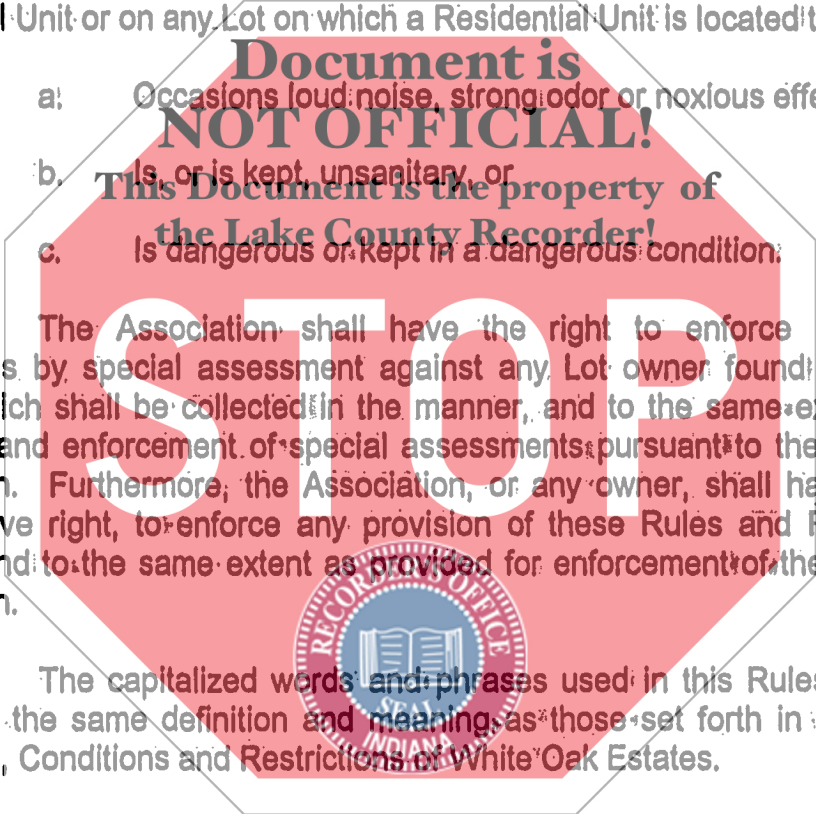 Unit or on any Lot on which a Residential Unit is located t
Document is
a. Occasions loud noise, strong odor or noxious effe
NOT OFFICIAL!
b. Is, or is kept, unsanitary, or
This Document is the property of
the Lake County Recorder!
c. Is dangerous or kept in a dangerous condition.
STOP
The Association shall have the right to enforce
s by special assessment against any Lot owner found
ich shall be collected in the manner, and to the same ex
and enforcement of special assessments pursuant to the
n. Furthermore, the Association, or any owner, shall ha
ve right, to enforce any provision of these Rules and R
nd to the same extent as provided for enforcement of the
n.
RECORDER'S OFFICE
SEAL
INDIANA
The capitalized words and phrases used in this Rules
the same definition and meaning as those set forth in
, Conditions and Restrictions of White Oak Estates.